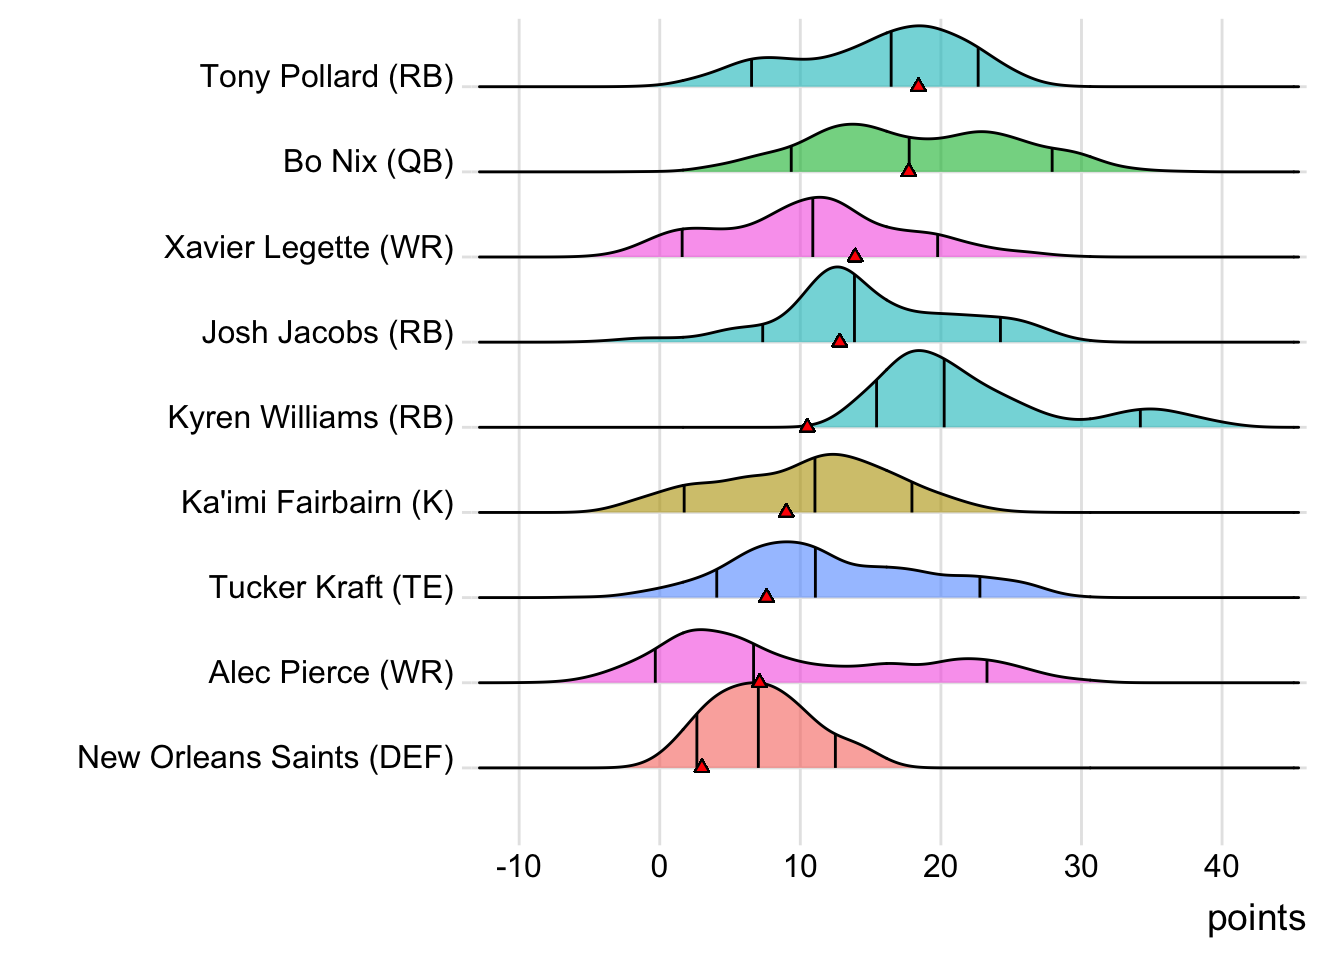 Tony Pollard (RB)
Bo Nix (QB)
Xavier Legette (WR)
Josh Jacobs (RB)
Kyren Williams (RB)
Ka'imi Fairbairn (K)
Tucker Kraft (TE)
Alec Pierce (WR)
New Orleans Saints (DEF)
-10 0 10 20 30 40
points